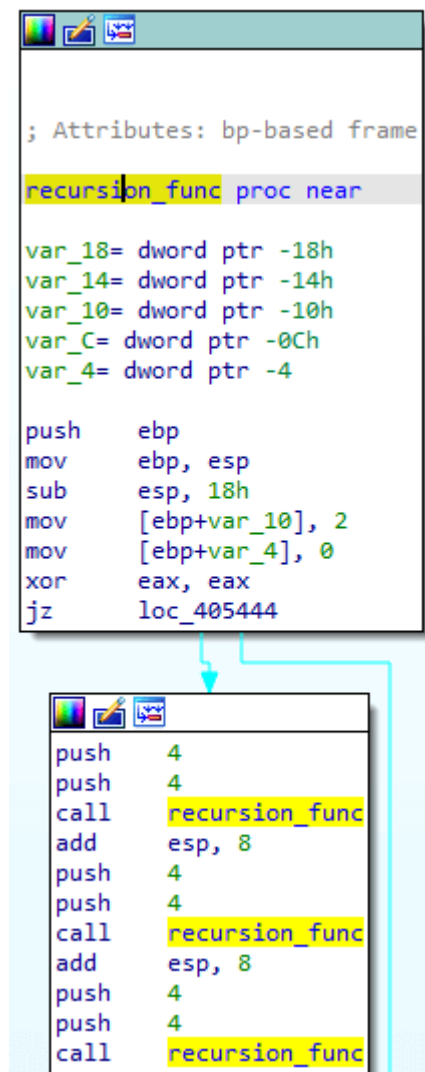 ; Attributes: bp-based frame
recursion_func proc near
var_18= dword ptr -18h
var_14= dword ptr -14h
var_10= dword ptr -10h
var_C= dword ptr -0Ch
var_4= dword ptr -4
push ebp
mov ebp, esp
sub esp, 18h
mov [ebp+var_10], 2
mov [ebp+var_4], 0
xor eax, eax
jz loc_405444
push 4
push 4
call recursion_func
add esp, 8
push 4
push 4
call recursion_func
add esp, 8
push 4
push 4
call recursion_func